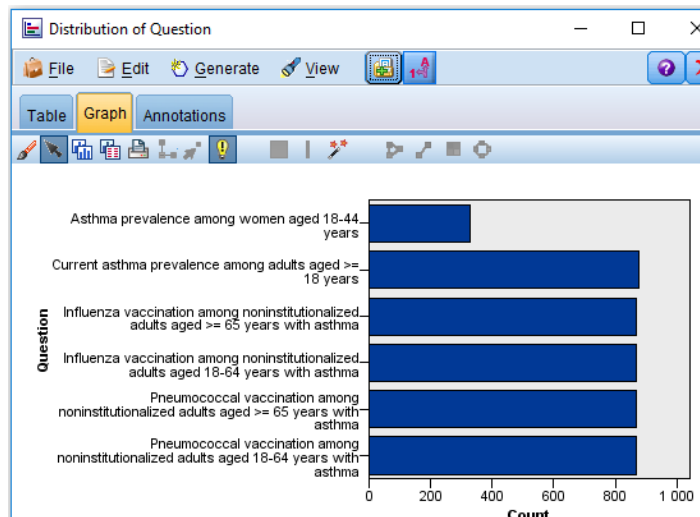 Distribution of Question
File Edit Generate View
Table Graph Annotations
Asthma prevalence among women aged 18-44
years
Current asthma prevalence among adults aged >=
18 years
Influenza vaccination among noninstitutionalized
adults aged >= 65 years with asthma
Influenza vaccination among noninstitutionalized
adults aged 18-64 years with asthma
Pneumococcal vaccination among
noninstitutionalized adults aged >= 65 years with
asthma
Pneumococcal vaccination among
noninstitutionalized adults aged 18-64 years with
asthma
Question
0 200 400 600 800 1 000
Count